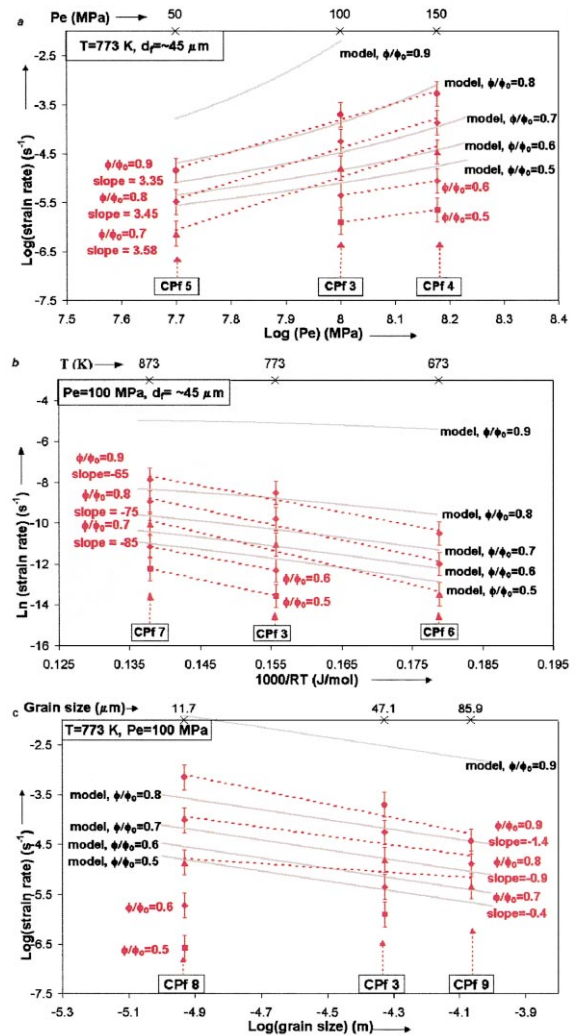 Pe (MPa)
50
100
150
a
T=773 K, df=~45 μm
model, ϕ/ϕ0=0.9
model, ϕ/ϕ0=0.8
model, ϕ/ϕ0=0.7
model, ϕ/ϕ0=0.6
model, ϕ/ϕ0=0.5
ϕ/ϕ0=0.9
slope = 3.35
ϕ/ϕ0=0.8
slope = 3.45
ϕ/ϕ0=0.7
slope = 3.58
ϕ/ϕ0=0.6
ϕ/ϕ0=0.5
Log(strain rate) (s-1)
-2.5
-3.5
-4.5
-5.5
-6.5
-7.5
CPf 5
CPf 3
CPf 4
7.5
7.6
7.7
7.8
7.9
8
8.1
8.2
8.3
8.4
Log (Pe) (MPa)
b
T (K)
873
773
673
Pe=100 MPa, df= ~45 μm
model, ϕ/ϕ0=0.9
model, ϕ/ϕ0=0.8
model, ϕ/ϕ0=0.7
model, ϕ/ϕ0=0.6
model, ϕ/ϕ0=0.5
ϕ/ϕ0=0.9
slope=-65
ϕ/ϕ0=0.8
slope = -75
ϕ/ϕ0=0.7
slope = -85
ϕ/ϕ0=0.6
ϕ/ϕ0=0.5
Ln (strain rate) (s-1)
-4
-6
-8
-10
-12
-14
-16
CPf 7
CPf 3
CPf 6
0.125
0.135
0.145
0.155
0.165
0.175
0.185
0.195
1000/RT (J/mol)
c
Grain size (μm)
11.7
47.1
85.9
T=773 K, Pe=100 MPa
model, ϕ/ϕ0=0.9
model, ϕ/ϕ0=0.8
model, ϕ/ϕ0=0.7
model, ϕ/ϕ0=0.6
model, ϕ/ϕ0=0.5
ϕ/ϕ0=0.9
slope=-1.4
ϕ/ϕ0=0.8
slope=-0.9
ϕ/ϕ0=0.7
slope=-0.4
ϕ/ϕ0=0.6
ϕ/ϕ0=0.5
Log(strain rate) (s-1)
-2.5
-3.5
-4.5
-5.5
-6.5
-7.5
CPf 8
CPf 3
CPf 9
-5.3
-5.1
-4.9
-4.7
-4.5
-4.3
-4.1
-3.9
Log(grain size) (m)